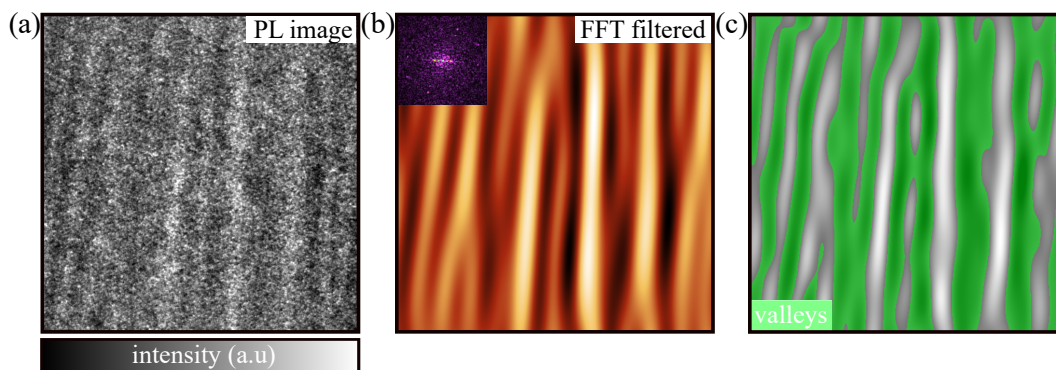 (a)
PL image
(b)
FFT filtered
(c)
valleys
intensity (a.u)